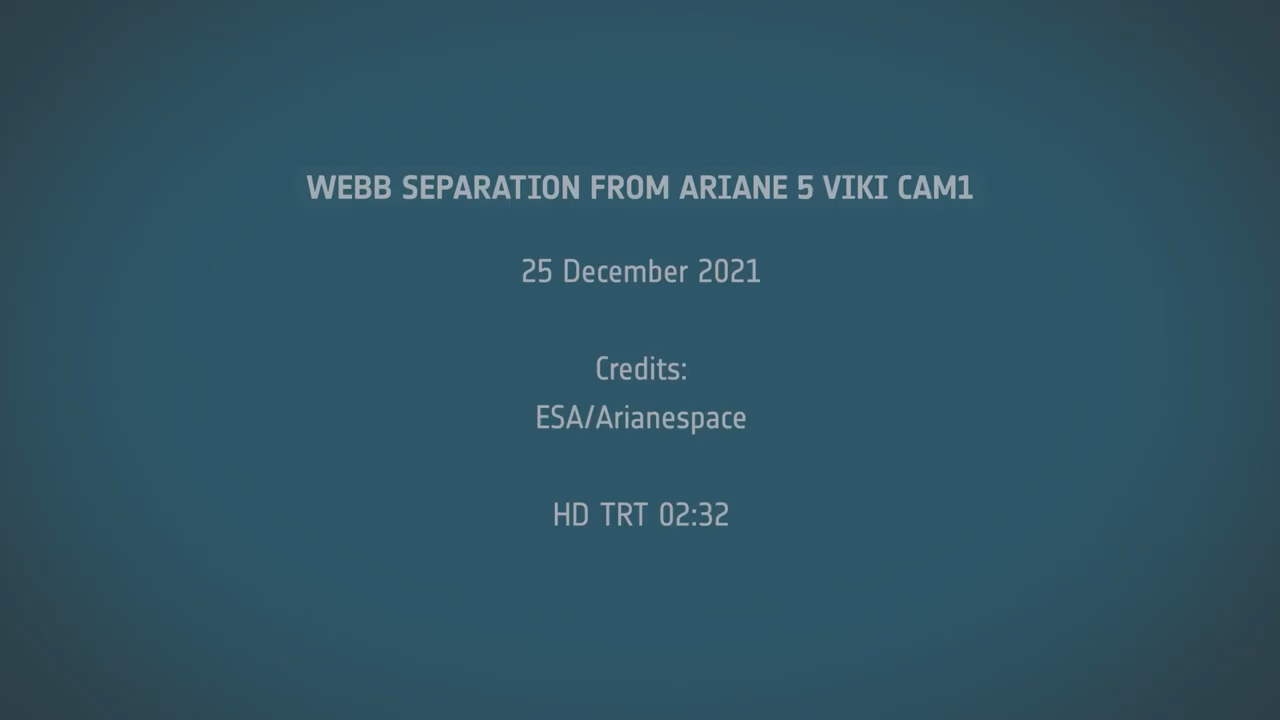 WEBB SEPARATION FROM ARIANE 5 VIKI CAM1
25 December 2021
Credits:
ESA/Arianespace
HD TRT 02:32